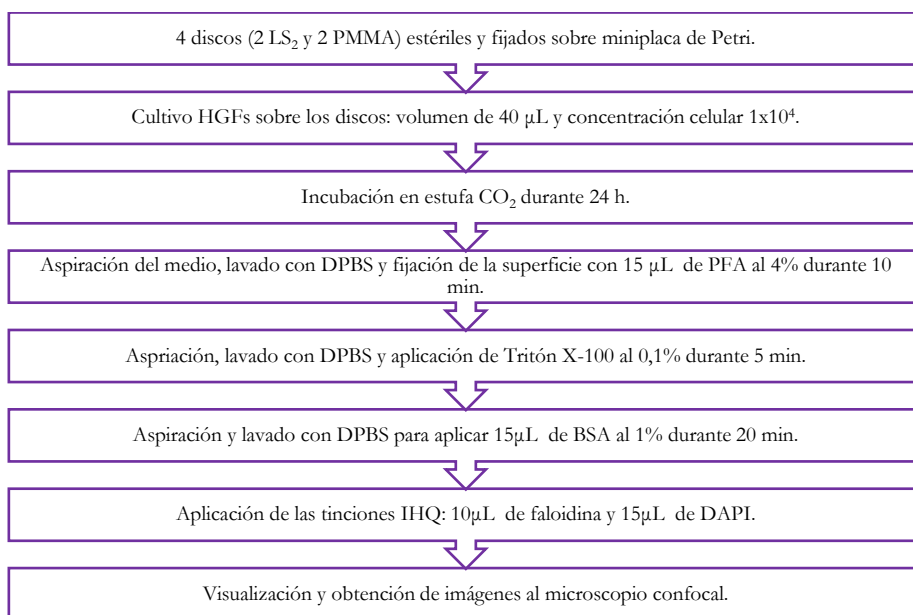 4 discos (2 LS₂ y 2 PMMA) estériles y fijados sobre miniplaca de Petri.
Cultivo HGFs sobre los discos: volumen de 40 µL y concentración celular 1x10⁴.
Incubación en estufa CO₂ durante 24 h.
Aspiración del medio, lavado con DPBS y fijación de la superficie con 15 µL de PFA al 4% durante 10
min.
Aspriación, lavado con DPBS y aplicación de Tritón X-100 al 0,1% durante 5 min.
Aspiración y lavado con DPBS para aplicar 15µL de BSA al 1% durante 20 min.
Aplicación de las tinciones IHQ: 10µL de faloidina y 15µL de DAPI.
Visualización y obtención de imágenes al microscopio confocal.